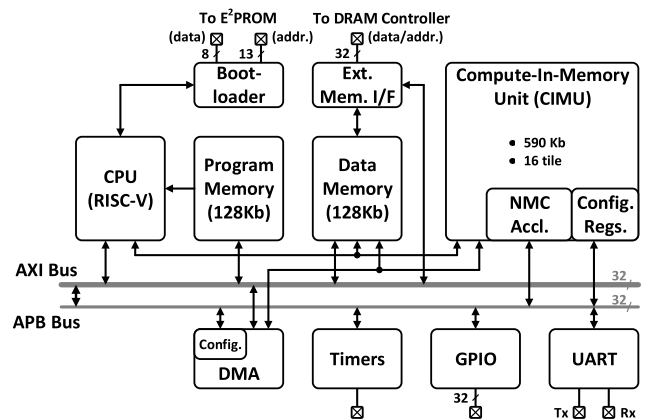 To E²PROM
To DRAM Controller
(data)
(addr.)
(data/addr.)
8
13
32
Boot-
loader
Ext.
Mem. I/F
Compute-In-Memory
Unit (CIMU)
• 590 Kb
• 16 tile
CPU
(RISC-V)
Program
Memory
(128Kb)
Data
Memory
(128Kb)
NMC
Accl.
Config.
Regs.
AXI Bus
32
32
APB Bus
Config.
DMA
Timers
GPIO
UART
32
Tx
Rx